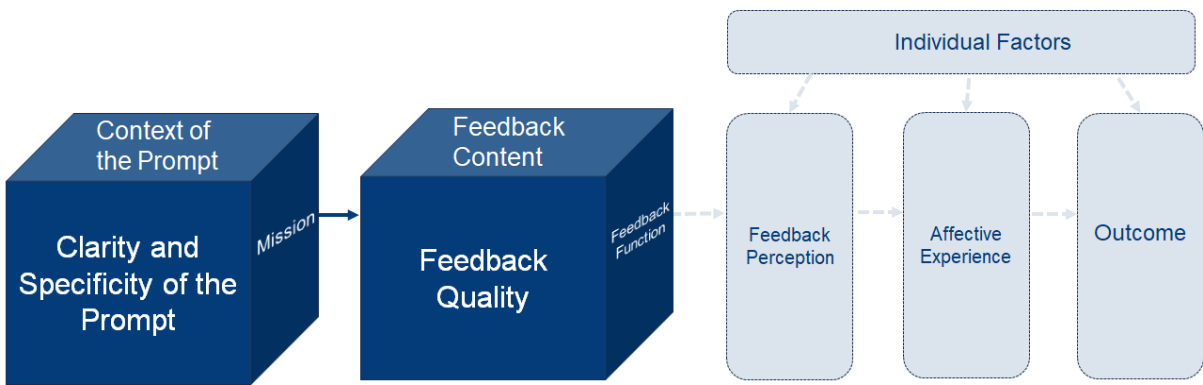 Individual Factors
Context of
the Prompt
Mission
Clarity and
Specificity of the
Prompt
Feedback
Content
Feedback
Function
Feedback
Quality
Feedback
Perception
Affective
Experience
Outcome